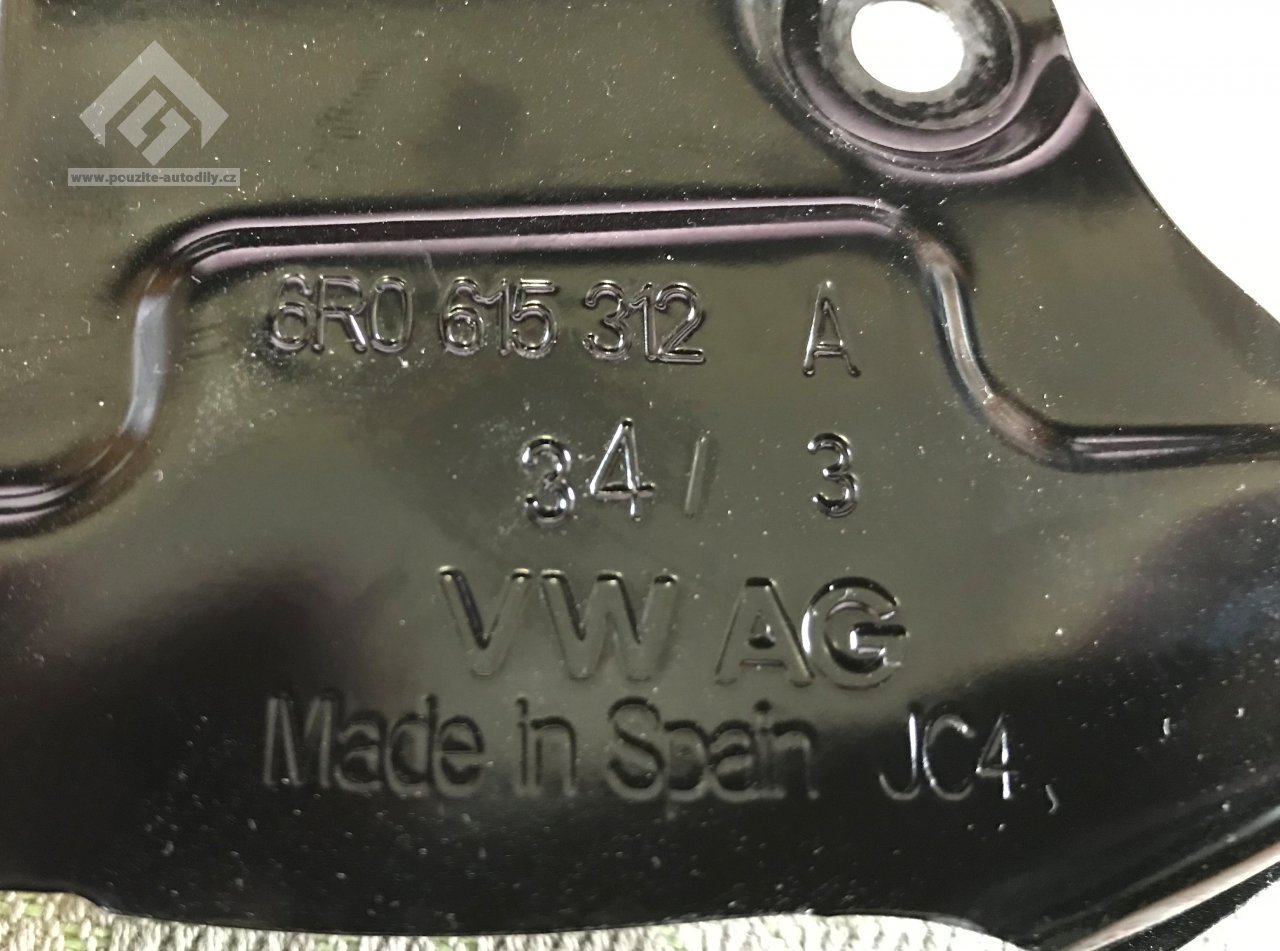 www.pouzite-autodily.cz
6R0 615 312 A
34 / 3
VW AG
Made in Spain JC4,